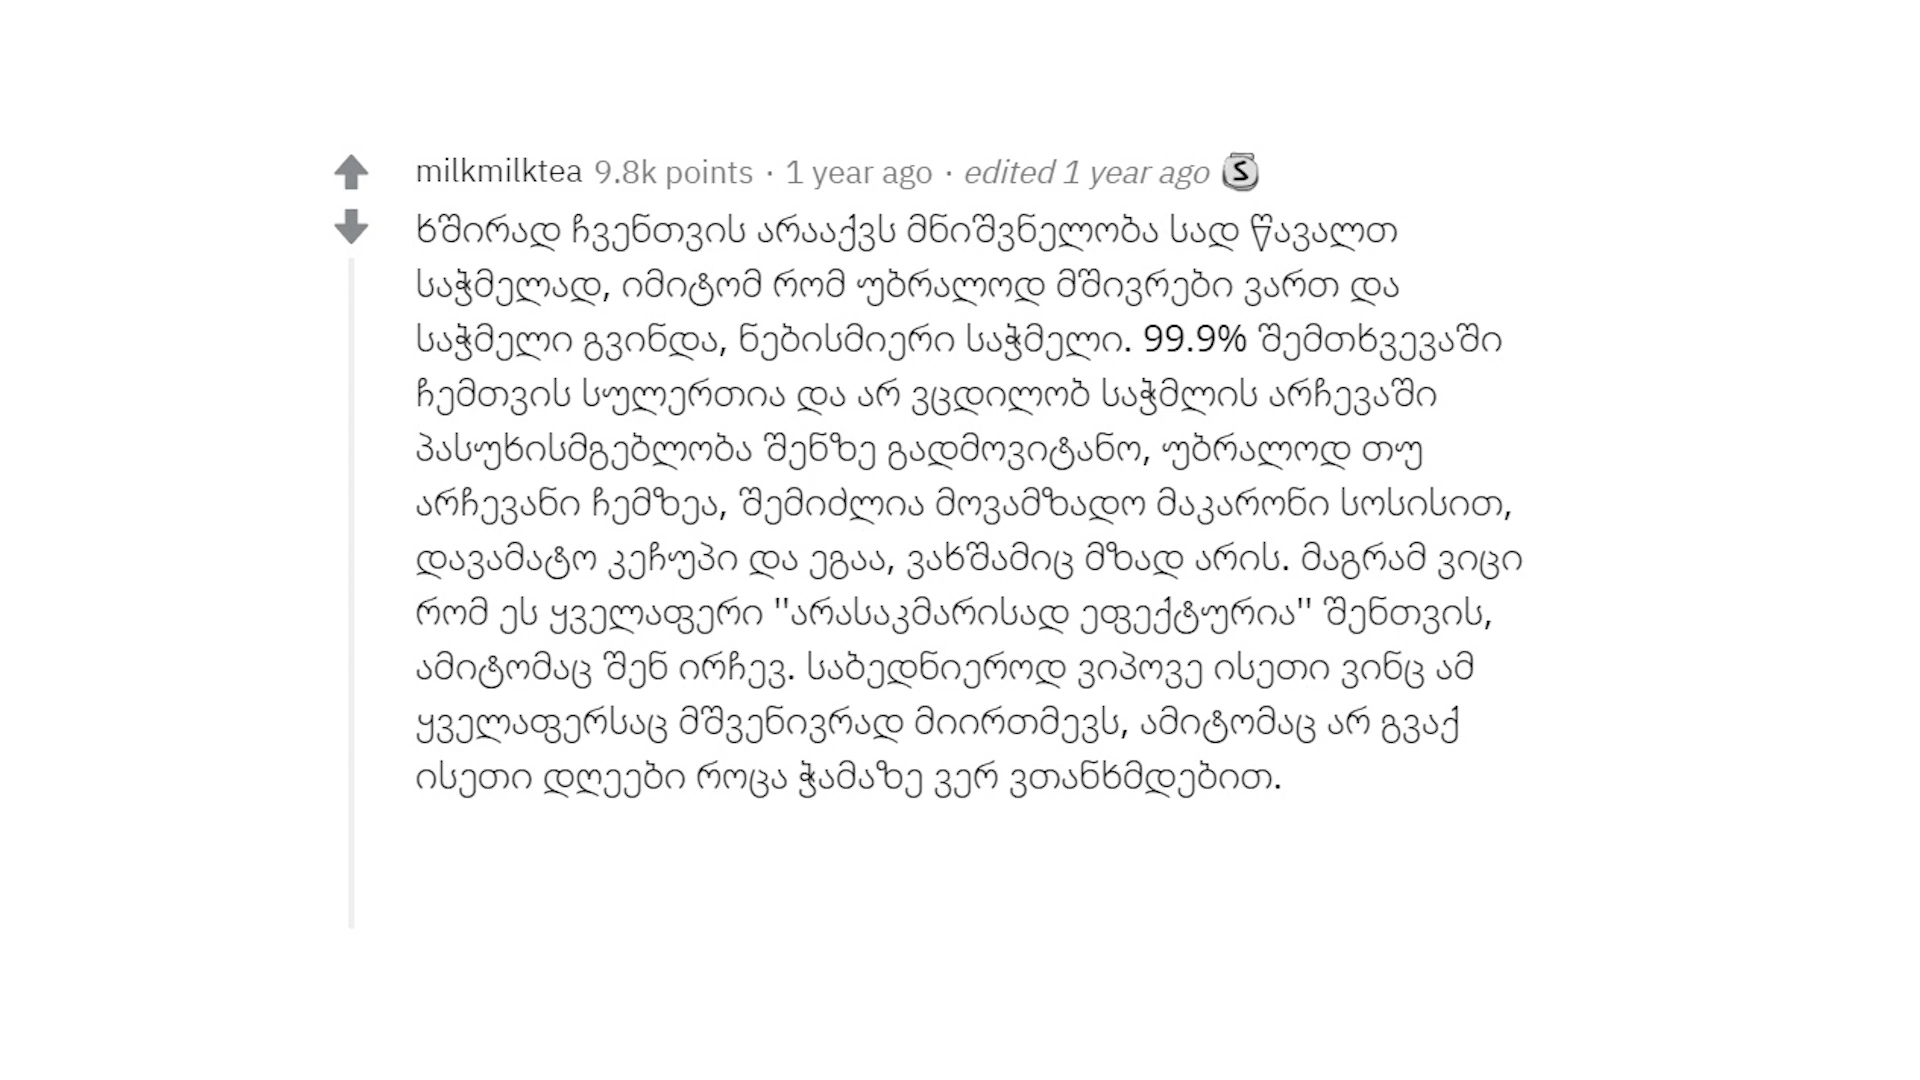 milkmilktea 9.8k points · 1 year ago · edited 1 year ago S
ხშირად ჩვენთვის არააქვს მნიშვნელობა სად წავალთ
საჭმელად, იმიტომ რომ უბრალოდ მშივრები ვართ და
საჭმელი გვინდა, ნებისმიერი საჭმელი. 99.9% შემთხვევაში
ჩემთვის სულერთია და არ ვცდილობ საჭმლის არჩევაში
პასუხისმგებლობა შენზე გადმოვიტანო, უბრალოდ თუ
არჩევანი ჩემზეა, შემიძლია მოვამზადო მაკარონი სოსისით,
დავამატო კეჩუპი და ეგაა, ვახშამიც მზად არის. მაგრამ ვიცი
რომ ეს ყველაფერი "არასაკმარისად ეფექტურია" შენთვის,
ამიტომაც შენ ირჩევ. საბედნიეროდ ვიპოვე ისეთი ვინც ამ
ყველაფერსაც მშვენივრად მიირთმევს, ამიტომაც არ გვაქ
ისეთი დღეები როცა ჭამაზე ვერ ვთანხმდებით.